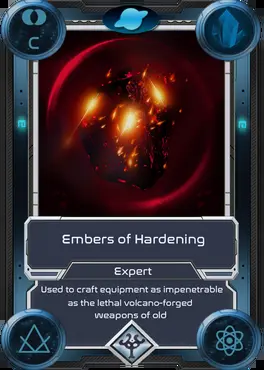 C
Embers of Hardening
Expert
Used to craft equipment as impenetrable
as the lethal volcano-forged
weapons of old